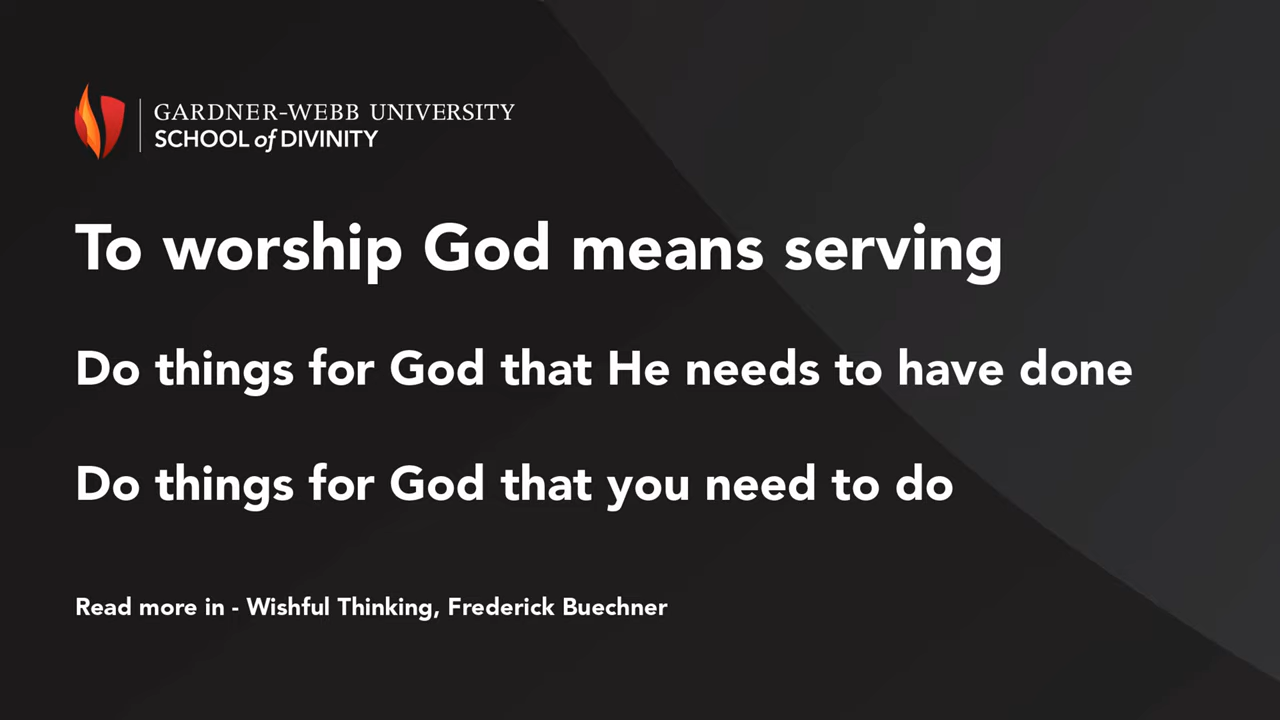 GARDNER-WEBB UNIVERSITY
SCHOOL of DIVINITY
To worship God means serving
Do things for God that He needs to have done
Do things for God that you need to do
Read more in - Wishful Thinking, Frederick Buechner